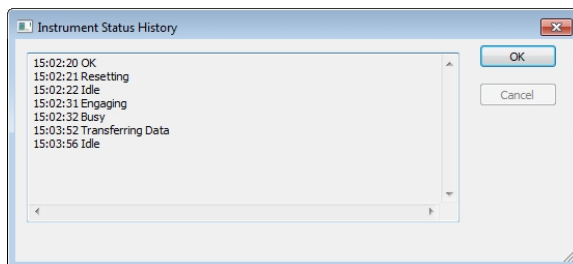 Instrument Status History
15:02:20 OK
15:02:21 Resetting
15:02:22 Idle
15:02:31 Engaging
15:02:32 Busy
15:03:52 Transferring Data
15:03:56 Idle
OK
Cancel